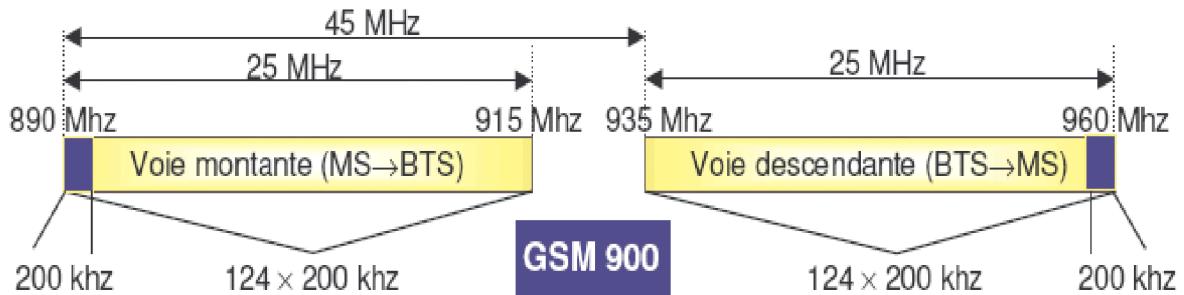 45 MHz
25 MHz 25 MHz
890 Mhz 915 Mhz 935 Mhz 960 Mhz
Voie montante (MS→BTS) Voie descendante (BTS→MS)
GSM 900
200 khz 124 × 200 khz 124 × 200 khz 200 khz